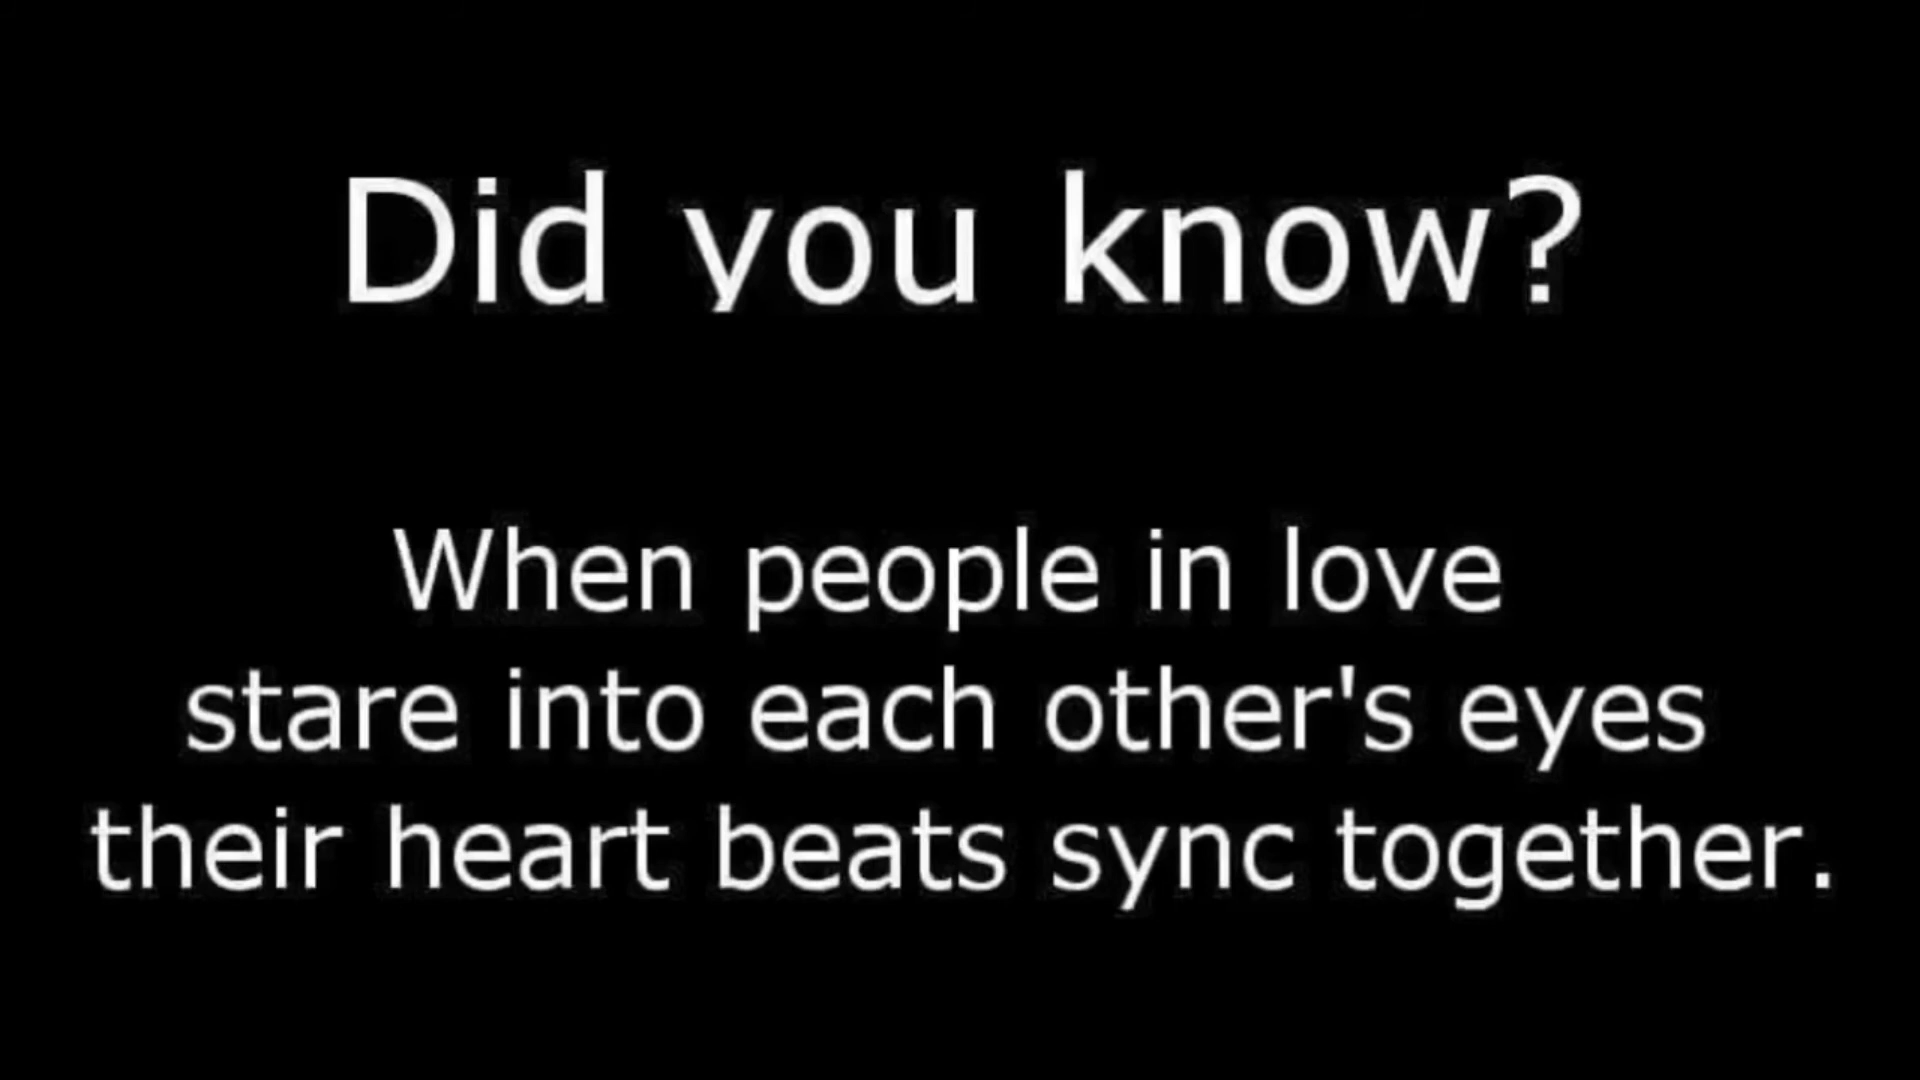 Did you know?
When people in love
stare into each other's eyes
their heart beats sync together.